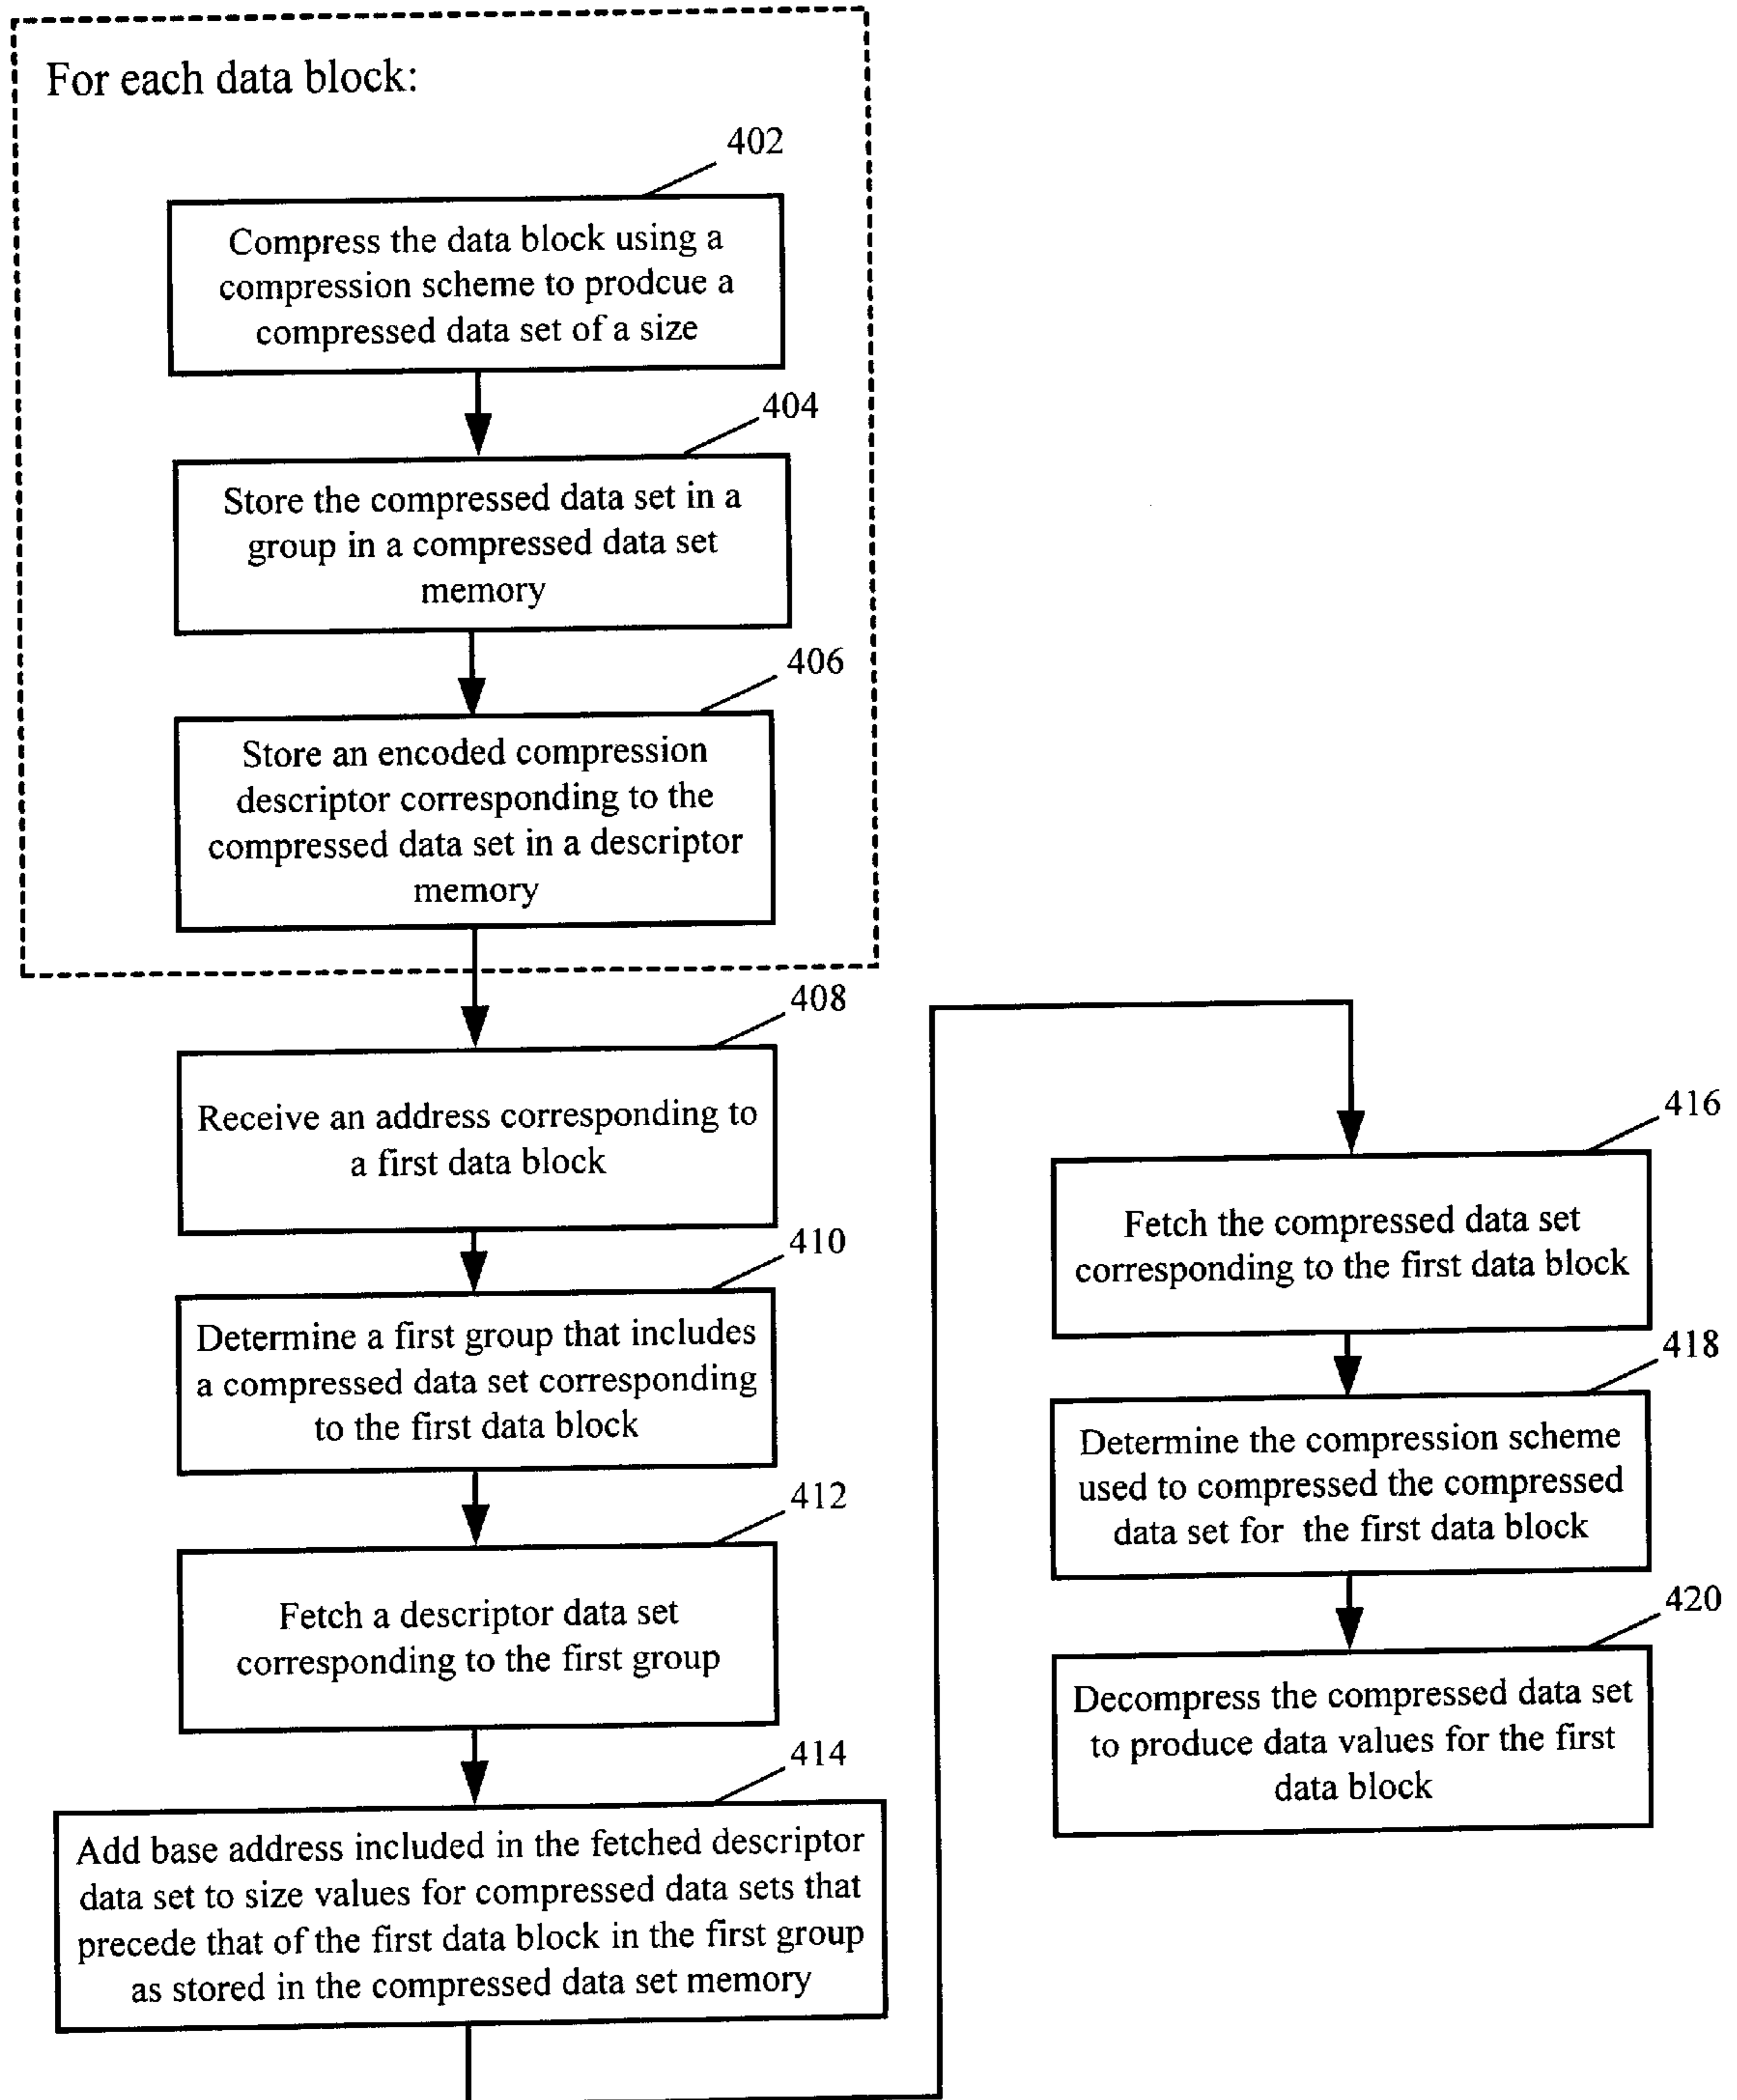 For each data block:
402
Compress the data block using a
compression scheme to prodcue a
compressed data set of a size
404
Store the compressed data set in a
group in a compressed data set
memory
406
Store an encoded compression
descriptor corresponding to the
compressed data set in a descriptor
memory
408
Receive an address corresponding to
a first data block
410
Determine a first group that includes
a compressed data set corresponding
to the first data block
412
Fetch a descriptor data set
corresponding to the first group
414
Add base address included in the fetched descriptor
data set to size values for compressed data sets that
precede that of the first data block in the first group
as stored in the compressed data set memory
416
Fetch the compressed data set
corresponding to the first data block
418
Determine the compression scheme
used to compressed the compressed
data set for the first data block
420
Decompress the compressed data set
to produce data values for the first
data block